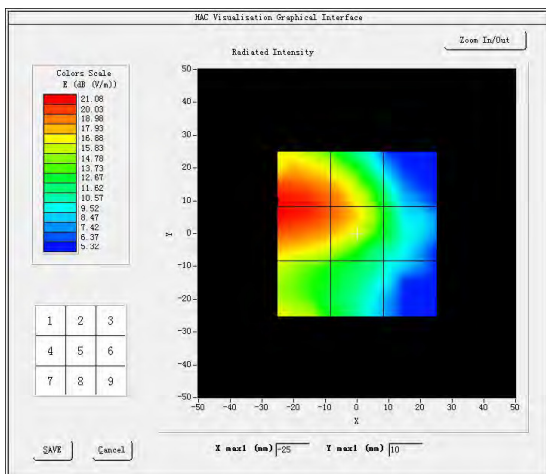 HAC Visualisation Graphical Interface
Zoom In/Out
Radiated Intensity
Colors Scale
E (dB (V/m))
21.08
20.03
18.98
17.93
16.88
15.83
14.78
13.73
12.67
11.62
10.57
9.52
8.47
7.42
6.37
5.32
50
40
30
20
10
0
-10
-20
-30
-40
-50
Y
-50 -40 -30 -20 -10 0 10 20 30 40 50
X
1 2 3
4 5 6
7 8 9
SAVE Cancel
X max1 (mm) -25 Y max1 (mm) 10